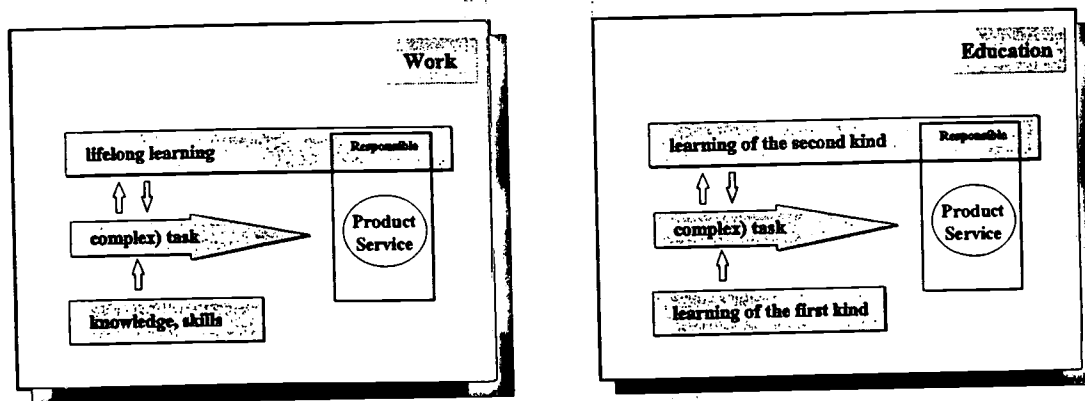 Work
lifelong learning
Responsible
complex) task
Product
Service
knowledge, skills
Education
learning of the second kind
Responsible
complex) task
Product
Service
learning of the first kind